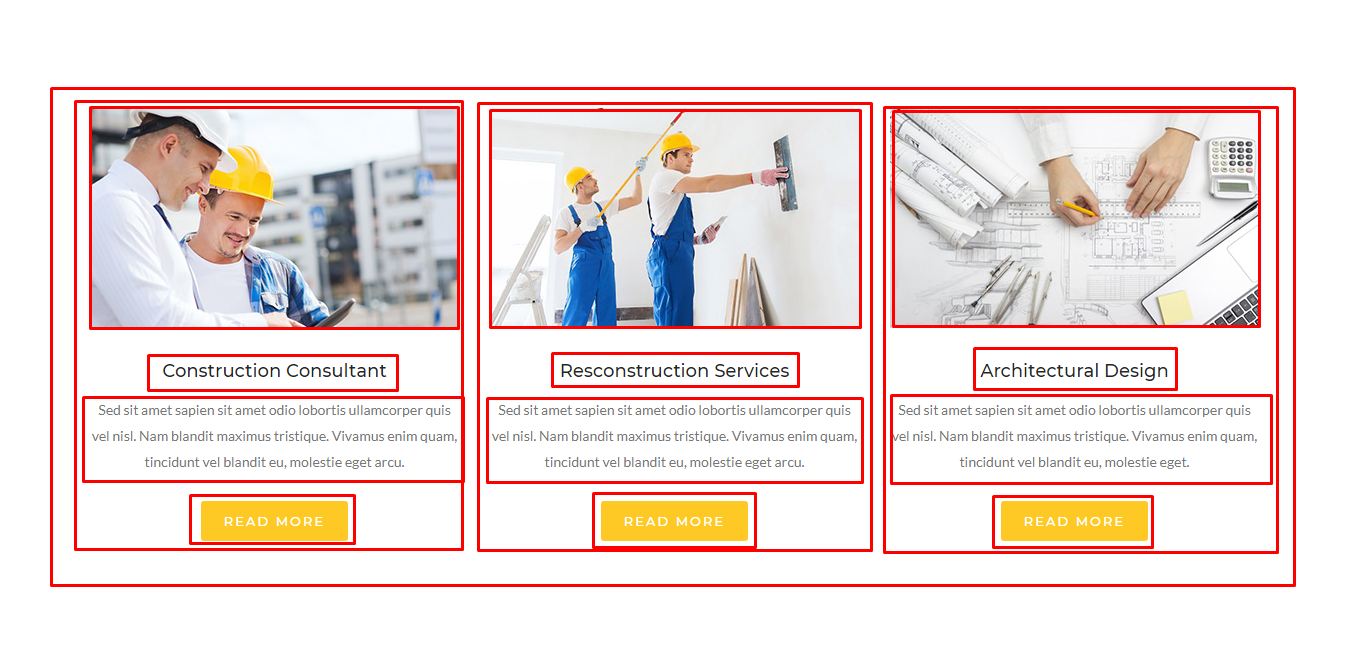 Construction Consultant
Sed sit amet sapien sit amet odio lobortis ullamcorper quis
vel nisl. Nam blandit maximus tristique. Vivamus enim quam,
tincidunt vel blandit eu, molestie eget arcu.
READ MORE
Resconstruction Services
Sed sit amet sapien sit amet odio lobortis ullamcorper quis
vel nisl. Nam blandit maximus tristique. Vivamus enim quam,
tincidunt vel blandit eu, molestie eget arcu.
READ MORE
Architectural Design
Sed sit amet sapien sit amet odio lobortis ullamcorper quis
vel nisl. Nam blandit maximus tristique. Vivamus enim quam,
tincidunt vel blandit eu, molestie eget.
READ MORE